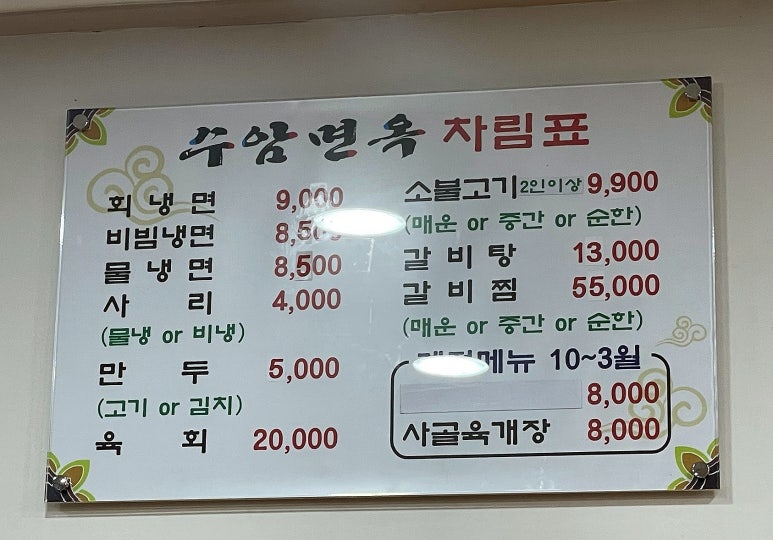 수암면옥 차림표
회냉면 9,000
비빔냉면
물냉면 8,500
사리 4,000
(물냉 or 비냉)
만두 5,000
(고기 or 김치)
육회 20,000
소불고기 2인이상 9,900
(매운 or 중간 or 순한)
갈비탕 13,000
갈비찜 55,000
(매운 or 중간 or 순한)
10~3월
8,000
사골육개장 8,000